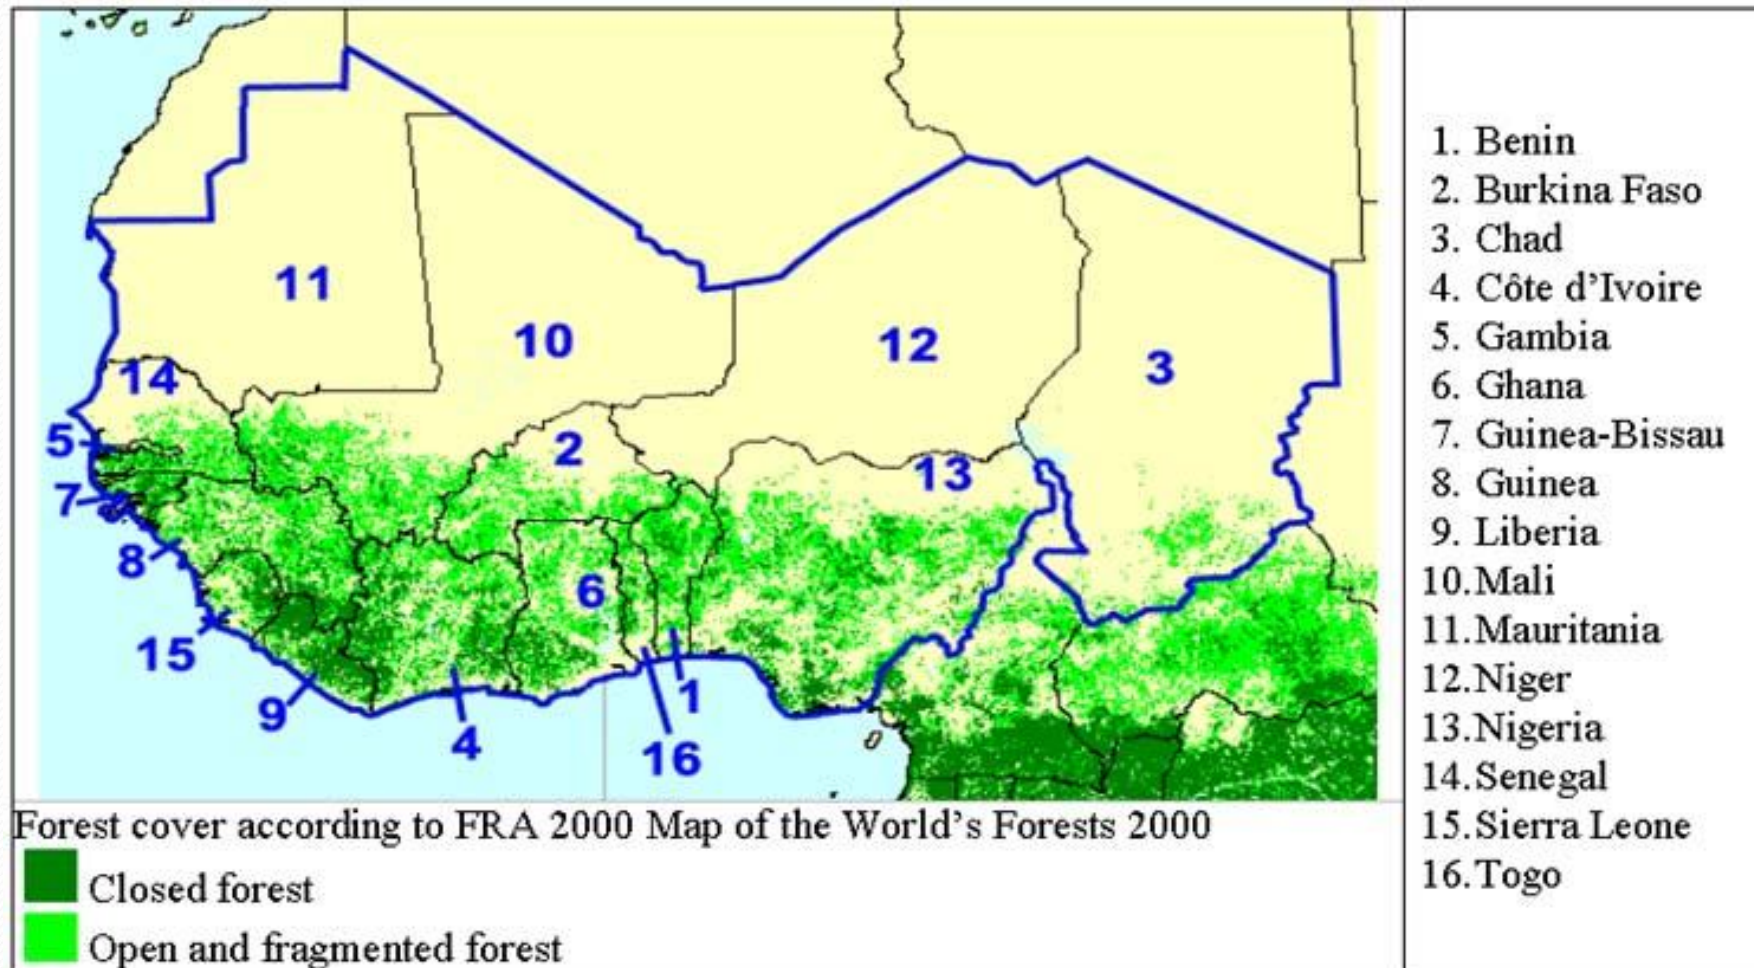 11
10
12
3
14
5
2
13
7
8
6
15
9
1
4
16
1. Benin
2. Burkina Faso
3. Chad
4. Côte d’Ivoire
5. Gambia
6. Ghana
7. Guinea-Bissau
8. Guinea
9. Liberia
10.Mali
11.Mauritania
12.Niger
13.Nigeria
14.Senegal
15.Sierra Leone
16.Togo
Forest cover according to FRA 2000 Map of the World’s Forests 2000
Closed forest
Open and fragmented forest